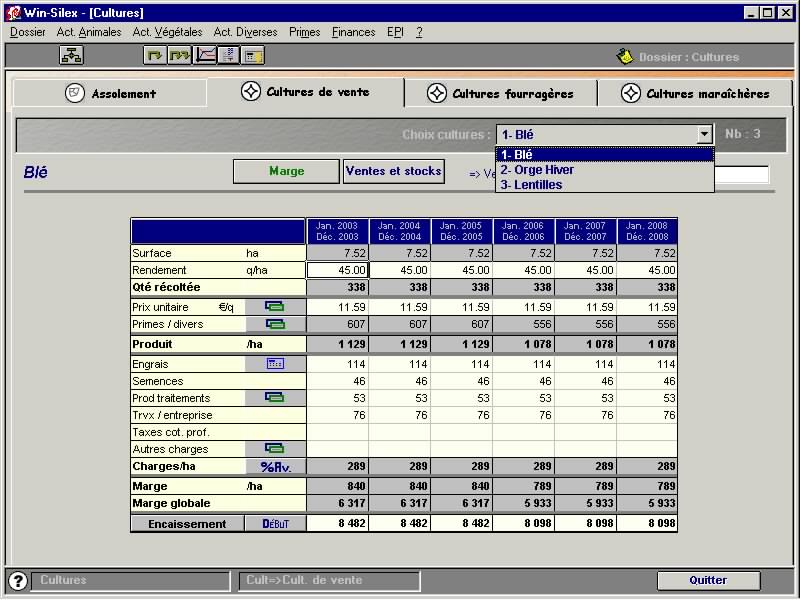 Win-Silex - [Cultures]
Dossier Act. Animales Act. Végétales Act. Diverses Primes Finances EPI ?
Dossier : Cultures
Assolement Cultures de vente Cultures fourragères Cultures maraîchères
Choix cultures : 1- Blé Nb : 3
1- Blé
2- Orge Hiver
3- Lentilles
Blé Marge Ventes et stocks => Ve
Jan. 2003 Jan. 2004 Jan. 2005 Jan. 2006 Jan. 2007 Jan. 2008
Déc. 2003 Déc. 2004 Déc. 2005 Déc. 2006 Déc. 2007 Déc. 2008
Surface ha 7.52 7.52 7.52 7.52 7.52 7.52
Rendement q/ha 45.00 45.00 45.00 45.00 45.00 45.00
Qté récoltée 338 338 338 338 338 338
Prix unitaire €/q 11.59 11.59 11.59 11.59 11.59 11.59
Primes / divers 607 607 607 556 556 556
Produit /ha 1 129 1 129 1 129 1 078 1 078 1 078
Engrais 114 114 114 114 114 114
Semences 46 46 46 46 46 46
Prod traitements 53 53 53 53 53 53
Trvx / entreprise 76 76 76 76 76 76
Taxes cot. prof.
Autres charges
Charges/ha %Av. 289 289 289 289 289 289
Marge /ha 840 840 840 789 789 789
Marge globale 6 317 6 317 6 317 5 933 5 933 5 933
Encaissement DéBuT 8 482 8 482 8 482 8 098 8 098 8 098
? Cultures Cult=>Cult. de vente Quitter